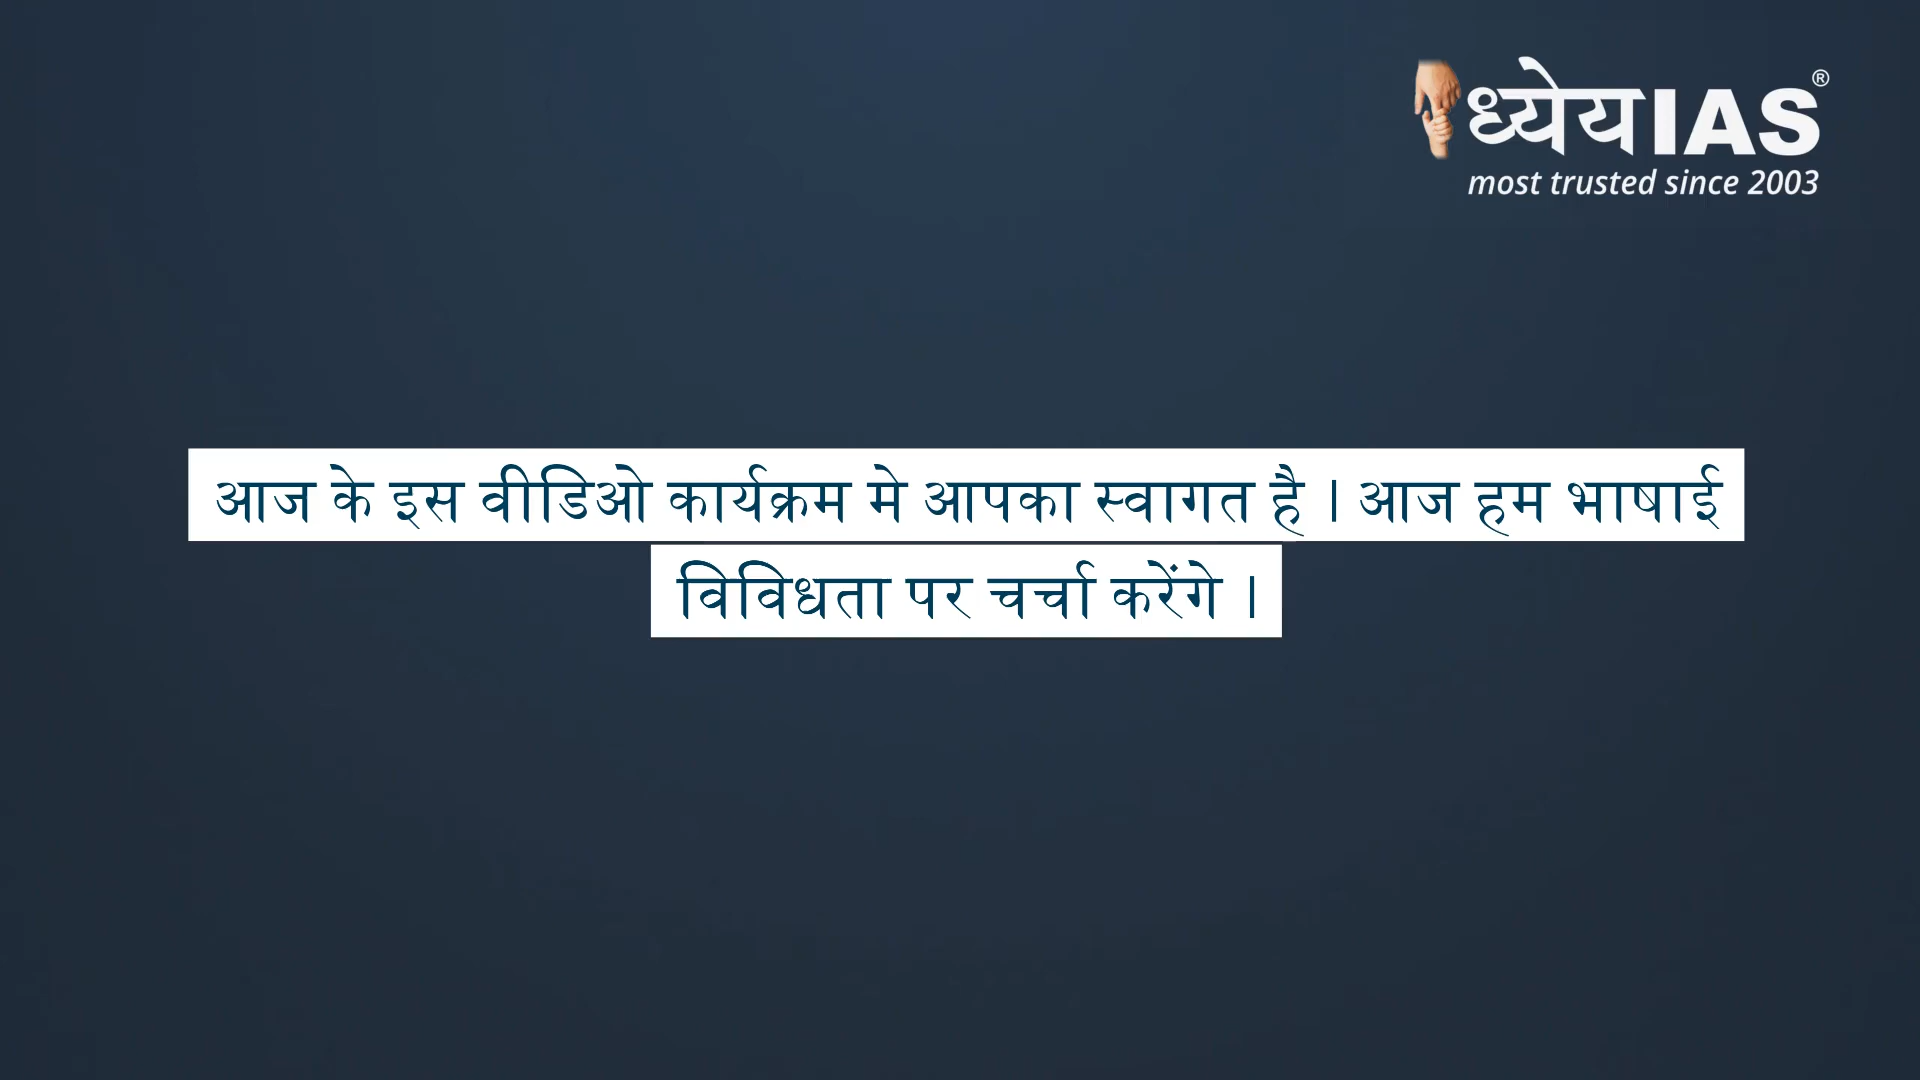 ध्येयIAS®
most trusted since 2003
आज के इस वीडिओ कार्यक्रम मे आपका स्वागत है । आज हम भाषाई
विविधता पर चर्चा करेंगे ।